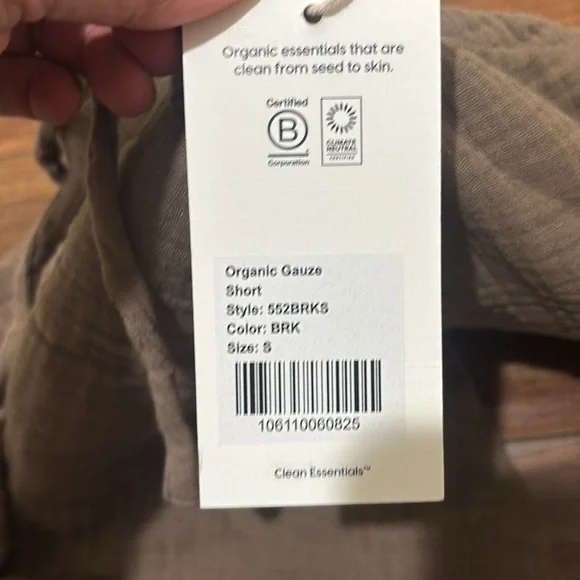 Organic essentials that are
clean from seed to skin.
Certified
B
Corporation
CLIMATE
NEUTRAL
CERTIFIED
Organic Gauze
Short
Style: 552BRKS
Color: BRK
Size: S
106110060825
Clean Essentials™